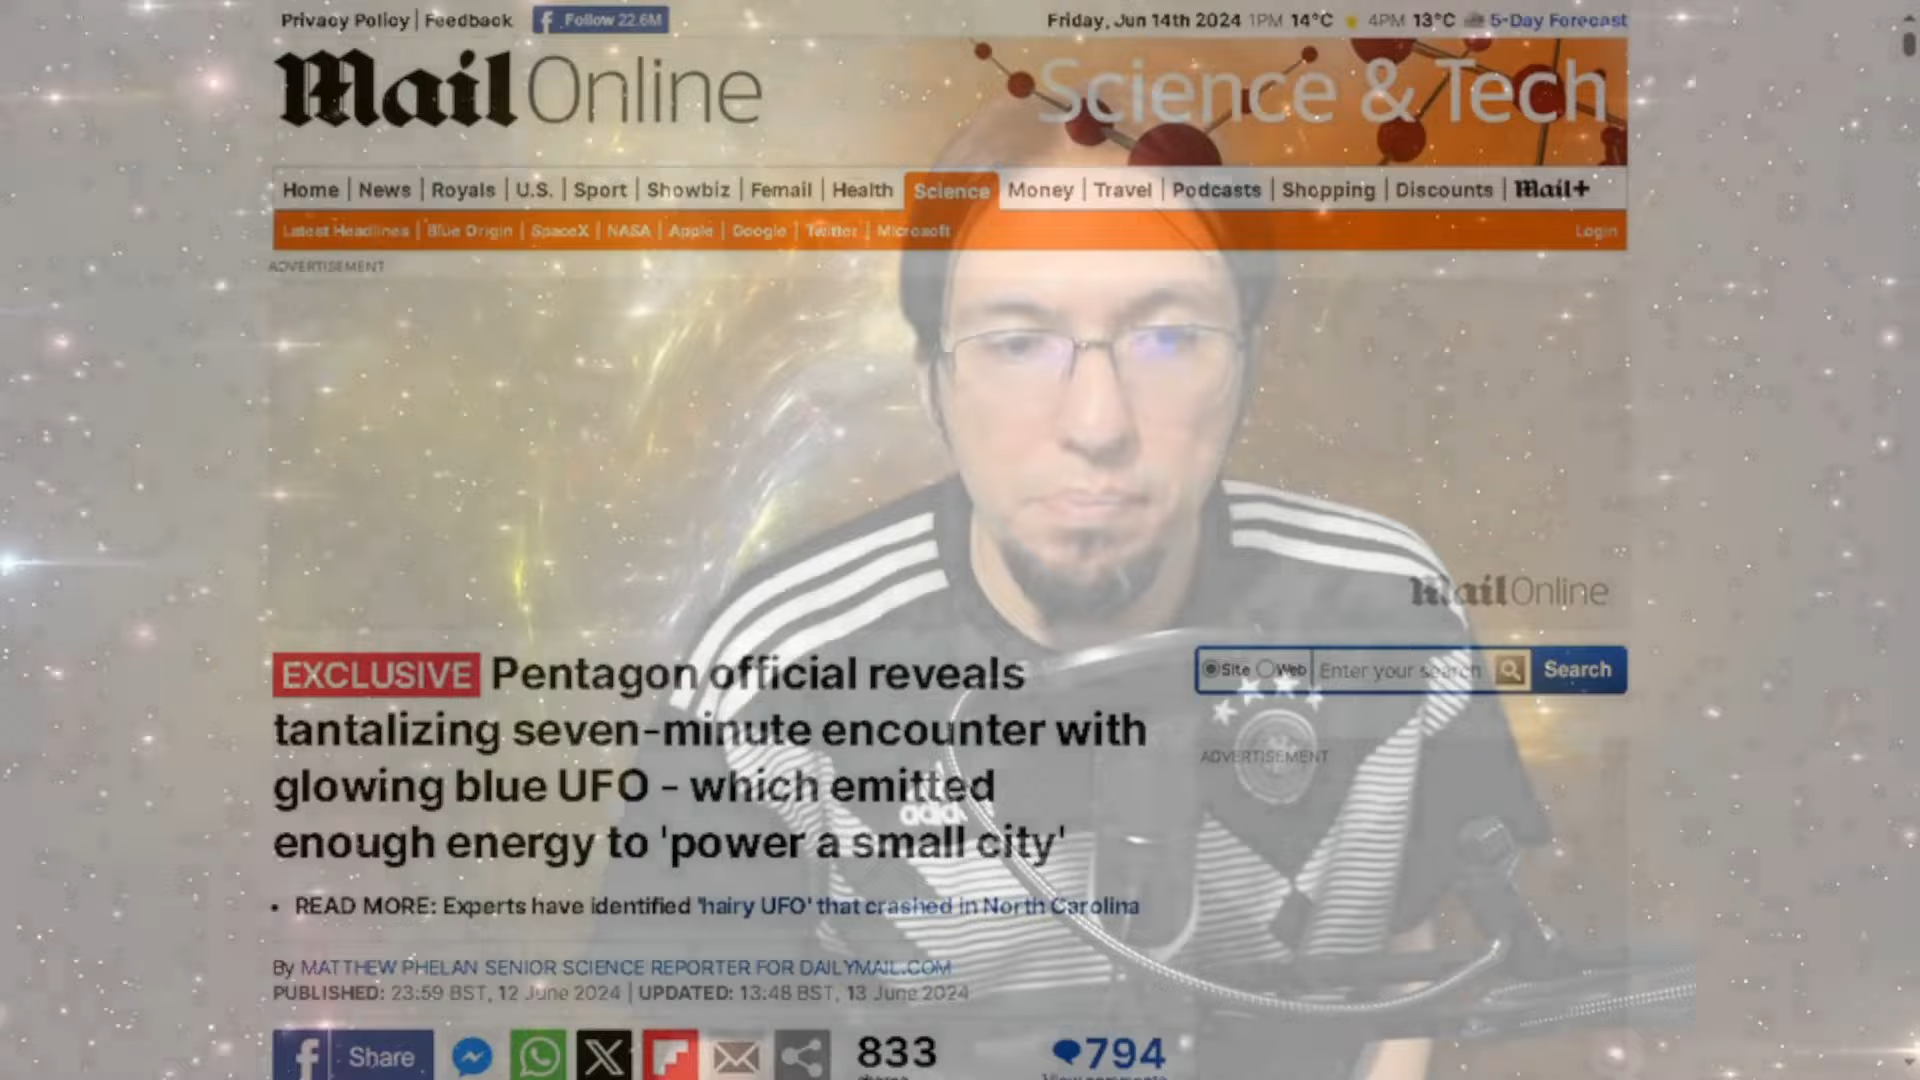 Privacy Policy | Feedback Follow 22.6M
Friday, Jun 14th 2024 1PM 14°C 4PM 13°C 5-Day Forecast
Mail Online
Science & Tech
Home | News | Royals | U.S. | Sport | Showbiz | Femail | Health Science Money | Travel | Podcasts | Shopping | Discounts | Mail+
Latest Headlines | Blue Origin | SpaceX | NASA | Apple | Google | Twitter | Microsoft Login
ADVERTISEMENT
Mail Online
EXCLUSIVE Pentagon official reveals
tantalizing seven-minute encounter with
glowing blue UFO - which emitted
enough energy to 'power a small city'
Site Web Enter your search Search
ADVERTISEMENT
adidas
• READ MORE: Experts have identified 'hairy UFO' that crashed in North Carolina
By MATTHEW PHELAN SENIOR SCIENCE REPORTER FOR DAILYMAIL.COM
PUBLISHED: 23:59 BST, 12 June 2024 | UPDATED: 13:48 BST, 13 June 2024
f Share 833 794
shares View comments